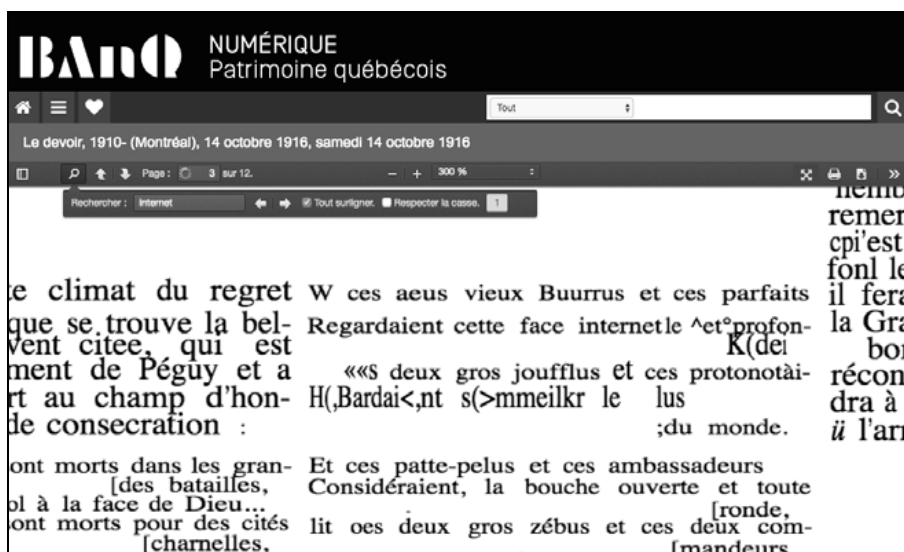 BAnQ
NUMÉRIQUE
Patrimoine québécois
Tout
Le devoir, 1910- (Montréal), 14 octobre 1916, samedi 14 octobre 1916
Page : 3 sur 12.
300 %
Rechercher : Internet Tout surligner. Respecter la casse. 1
te climat du regret
que se trouve la bel-
vent citee, qui est
ment de Péguy et a
rt au champ d'hon-
de consecration :
ont morts dans les gran-
[des batailles,
ol à la face de Dieu...
sont morts pour des cités
[charnelles,
W ces aeus vieux Buurrus et ces parfaits
Regardaient cette face internetle ^et°profon-
K(dei
««S deux gros joufflus et ces protonotài-
H(,Bardai<,nt s(>mmeilkr le lus
;du monde.
Et ces patte-pelus et ces ambassadeurs
Considéraient, la bouche ouverte et toute
[ronde,
lit oes deux gros zébus et ces deux com-
[mandeurs
nemb
remer
cpi'est
fonl le
il fera
la Gra
bor
récon
dra à
ü l'arr